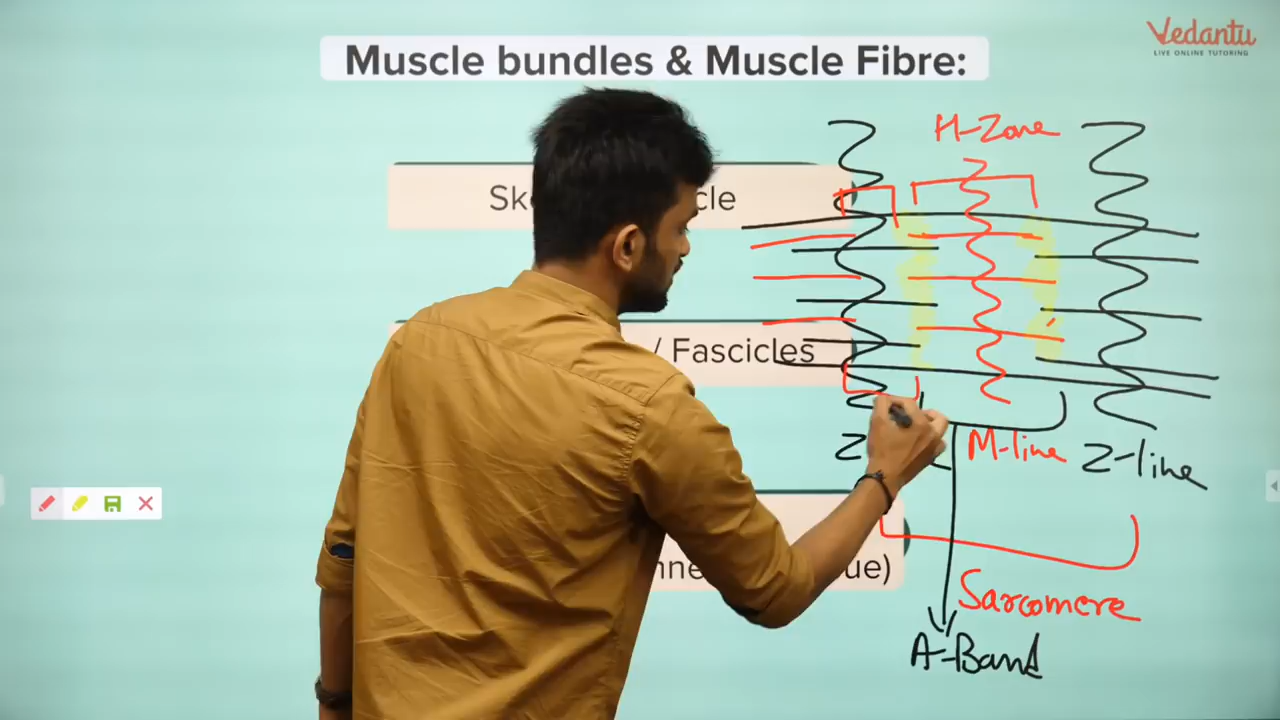 Vedantu
LIVE ONLINE TUTORING
Muscle bundles & Muscle Fibre:
H-Zone
/ Fascicles
M-line
Z-line
Sarcomere
A-Band